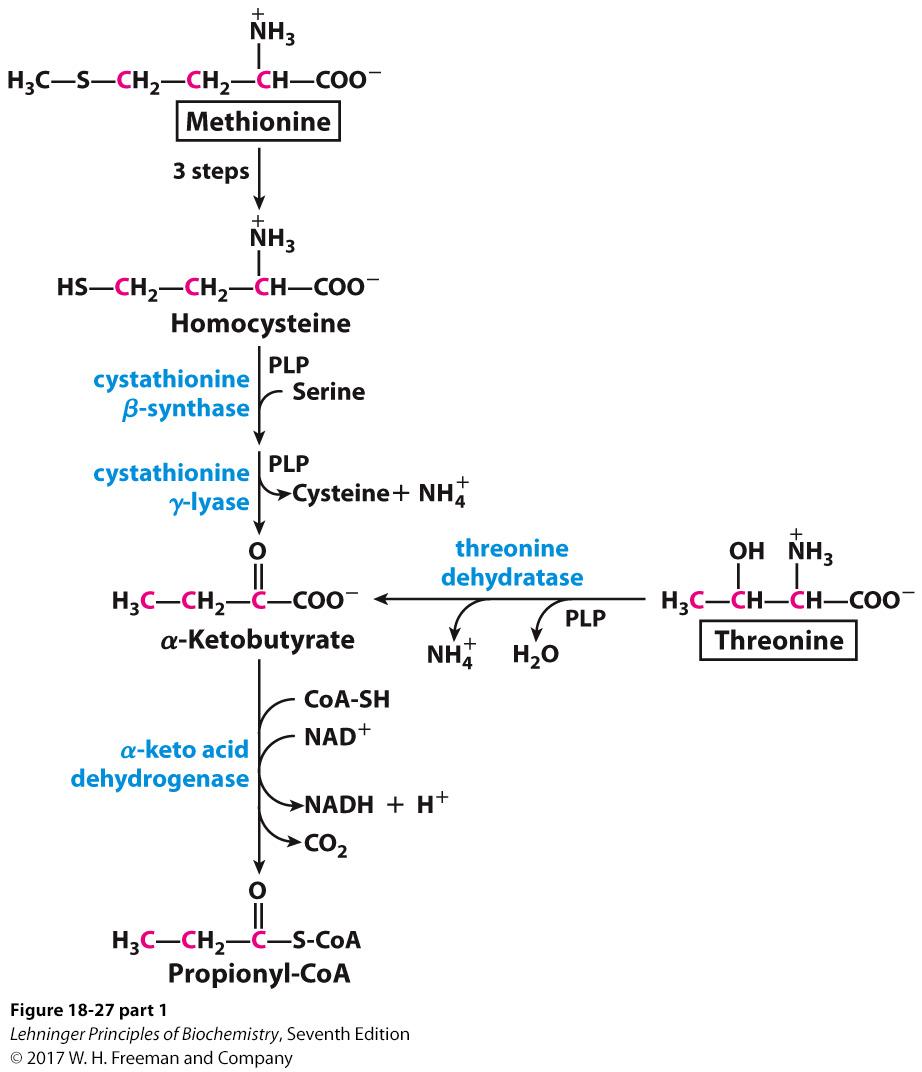 +
NH3
H3C—S—CH2—CH2—CH—COO−
Methionine
3 steps
+
NH3
HS—CH2—CH2—CH—COO−
Homocysteine
PLP
cystathionine
β-synthase
Serine
PLP
cystathionine
γ-lyase
Cysteine + NH4+
O
H3C—CH2—C—COO−
α-Ketobutyrate
threonine
dehydratase
PLP
NH4+
H2O
OH
+
NH3
H3C—CH—CH—COO−
Threonine
CoA-SH
NAD+
α-keto acid
dehydrogenase
NADH + H+
CO2
O
H3C—CH2—C—S-CoA
Propionyl-CoA
Figure 18-27 part 1
Lehninger Principles of Biochemistry, Seventh Edition
© 2017 W. H. Freeman and Company